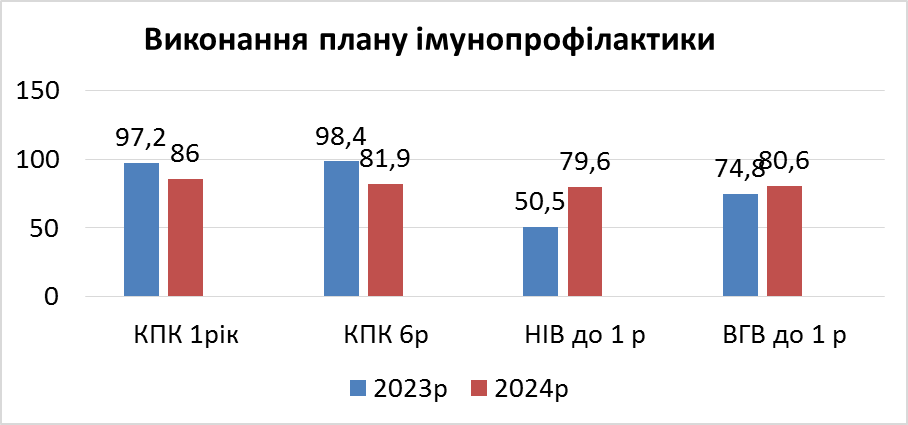 Виконання плану імунопрофілактики
150
100
50
0
97,2
86
98,4
81,9
50,5
79,6
74,8
80,6
КПК 1рік
КПК 6р
НІВ до 1 р
ВГВ до 1 р
2023р
2024р